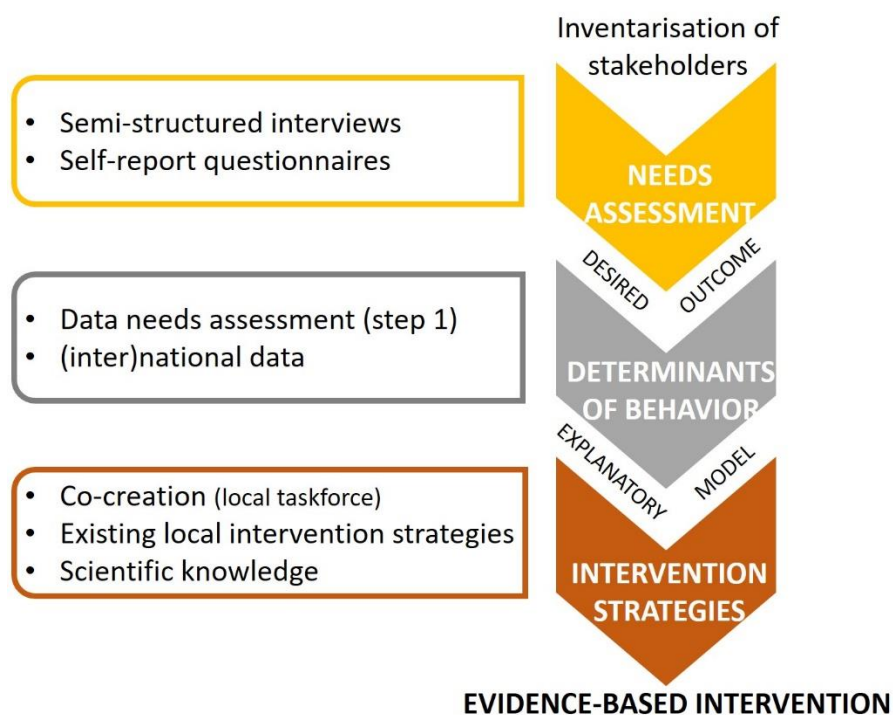 Inventarisation of
stakeholders
• Semi-structured interviews
• Self-report questionnaires
NEEDS
ASSESSMENT
DESIRED OUTCOME
• Data needs assessment (step 1)
• (inter)national data
DETERMINANTS
OF BEHAVIOR
EXPLANATORY MODEL
• Co-creation (local taskforce)
• Existing local intervention strategies
• Scientific knowledge
INTERVENTION
STRATEGIES
EVIDENCE-BASED INTERVENTION